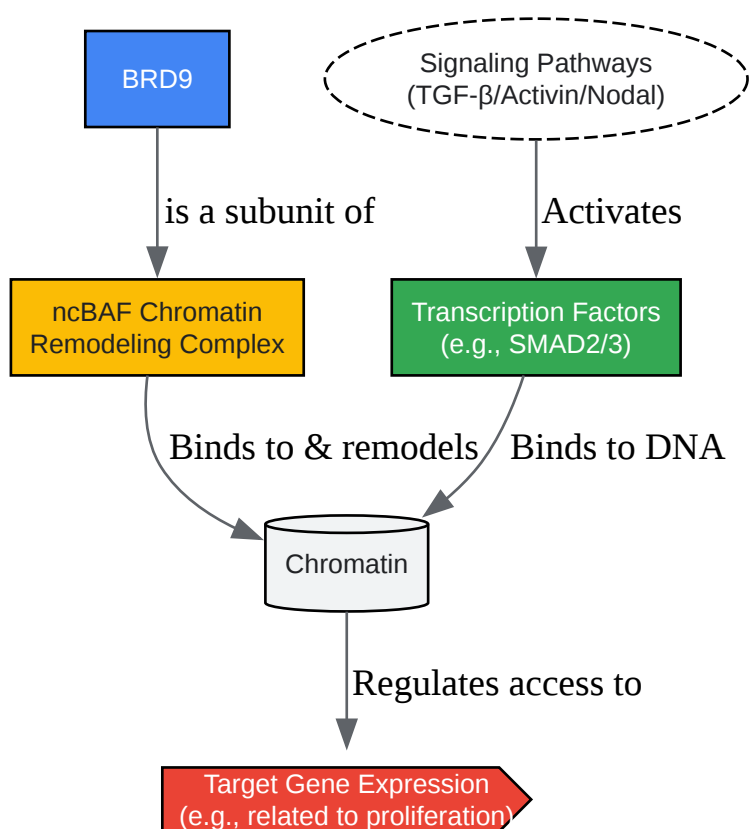 BRD9
Signaling Pathways
(TGF-β/Activin/Nodal)
is a subunit of
Activates
ncBAF Chromatin
Remodeling Complex
Transcription Factors
(e.g., SMAD2/3)
Binds to & remodels
Binds to DNA
Chromatin
Regulates access to
Target Gene Expression
(e.g., related to proliferation)